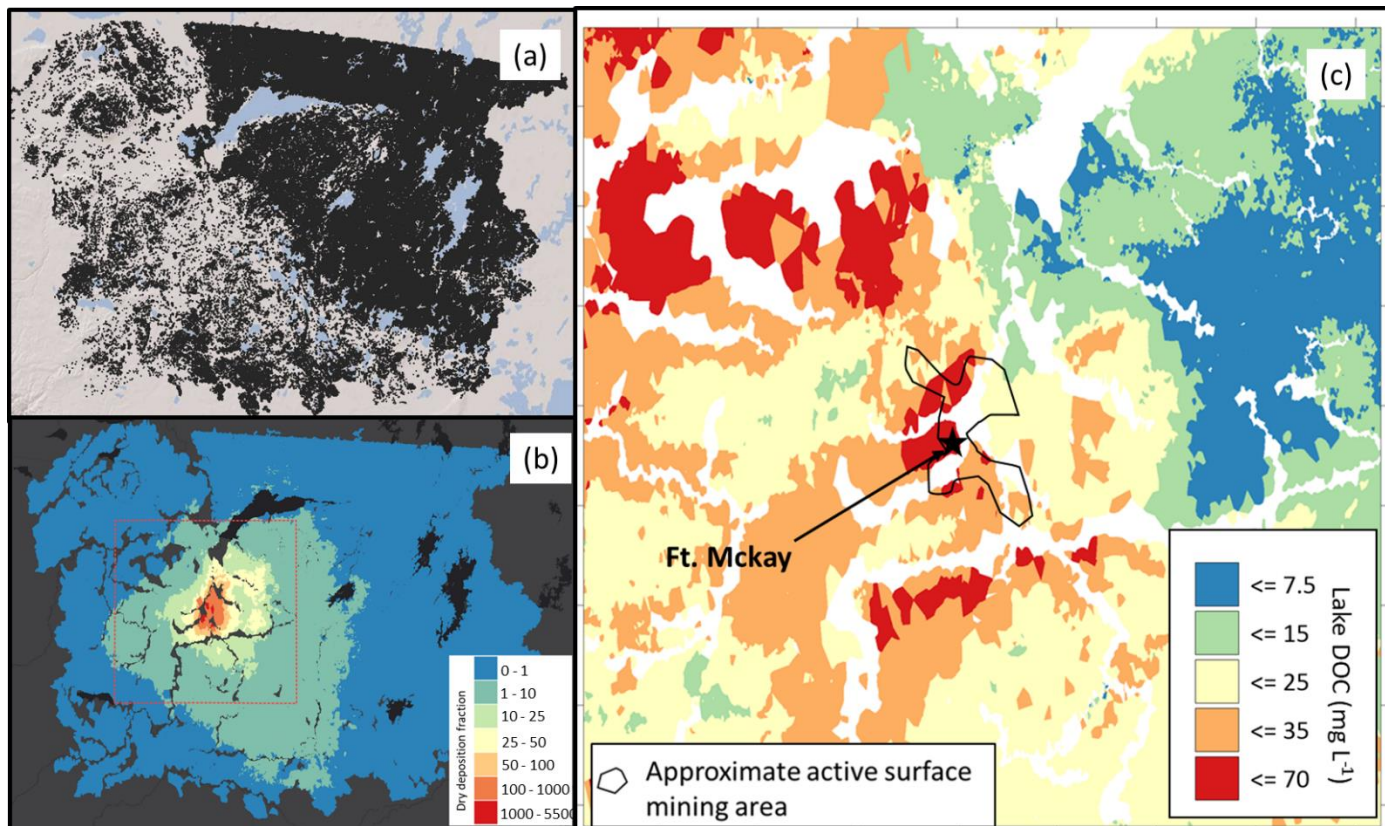 (a)
(b)
Dry deposition fraction
0 - 1
1 - 10
10 - 25
25 - 50
50 - 100
100 - 1000
1000 - 5500
(c)
Ft. Mckay
Approximate active surface
mining area
<= 7.5
<= 15
<= 25
<= 35
<= 70
Lake DOC (mg L-1)